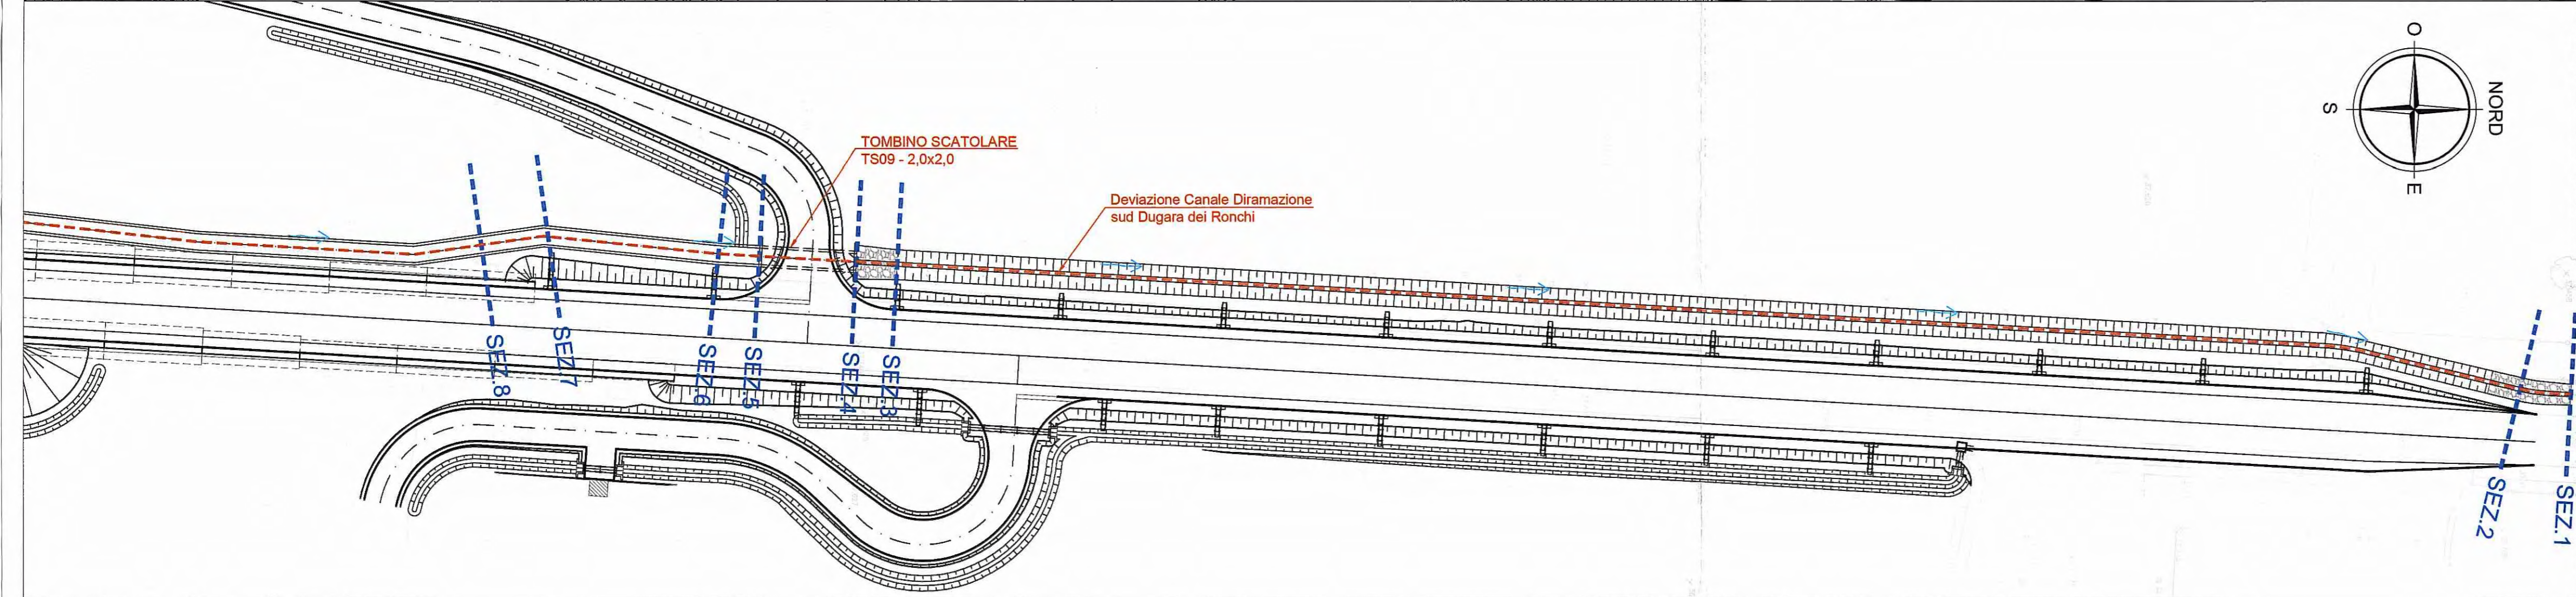 O
NORD
S
E
TOMBINO SCATOLARE
TS09 - 2,0x2,0
Deviazione Canale Diramazione
sud Dugara dei Ronchi
SEZ.8
SEZ.7
SEZ.6
SEZ.5
SEZ.4
SEZ.3
SEZ.2
SEZ.1